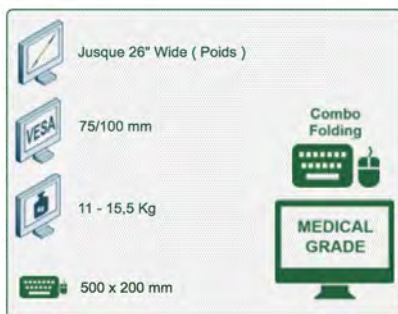 Jusque 26" Wide ( Poids )
VESA
75/100 mm
Combo
Folding
11 - 15,5 Kg
MEDICAL
GRADE
500 x 200 mm